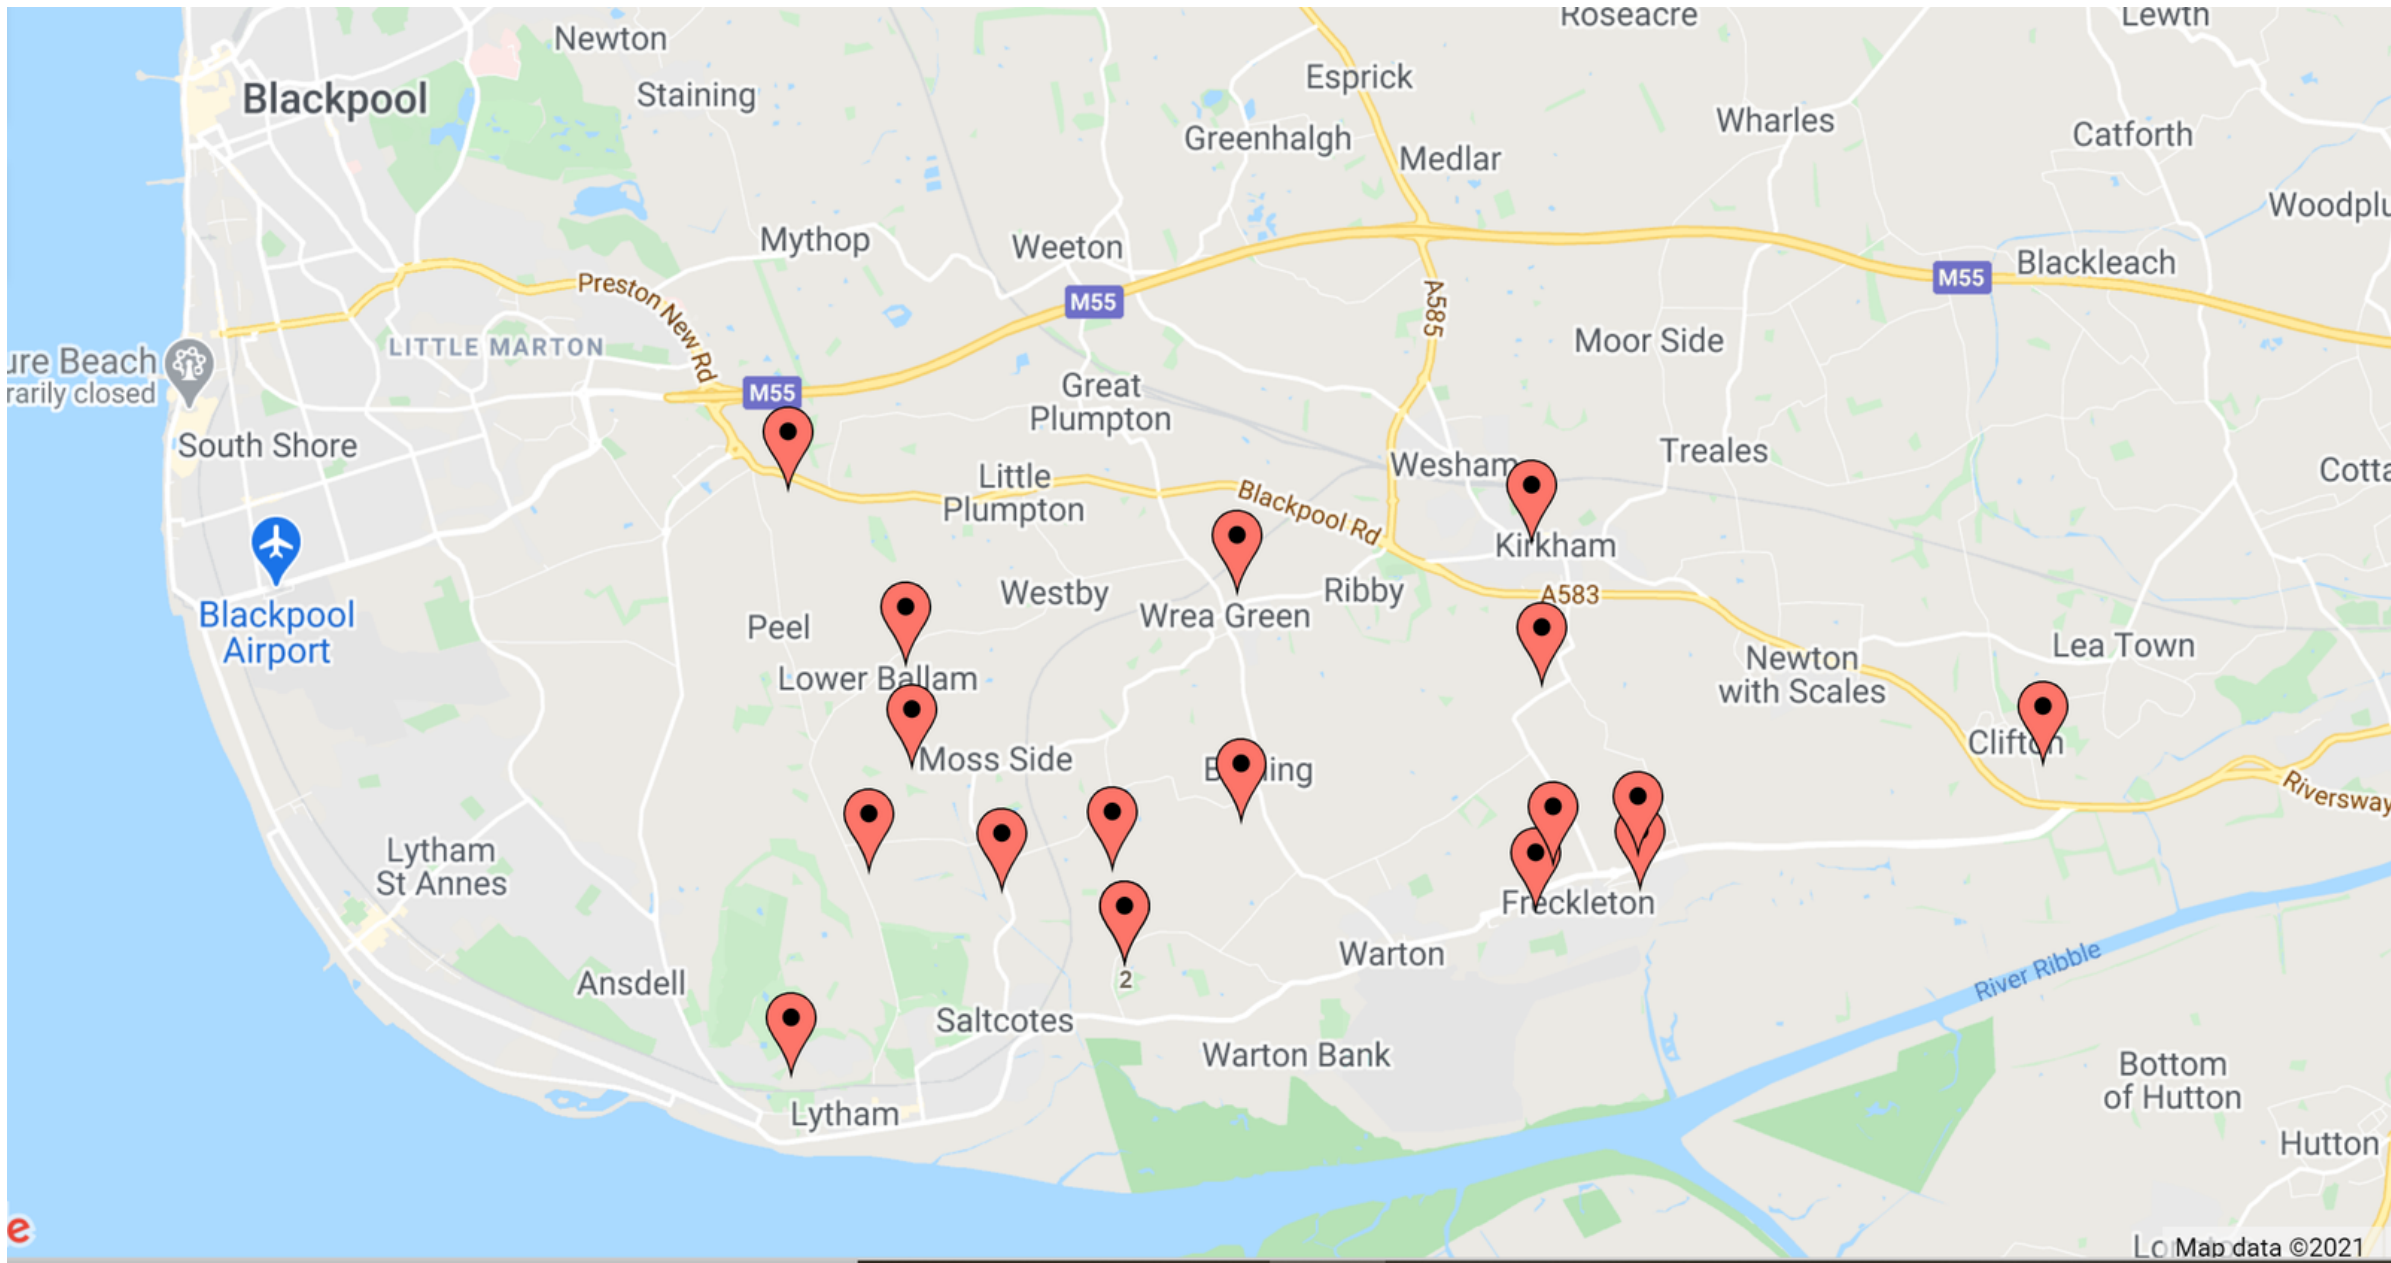 Roseacre
Lewth
Newton
Blackpool
Staining
Esprick
Greenhalgh
Medlar
Wharles
Catforth
Woodplu
Mythop
Weeton
Blackleach
M55
M55
Preston New Rd
A585
LITTLE MARTON
ure Beach
rarily closed
Moor Side
M55
Great
Plumpton
South Shore
Little
Plumpton
Blackpool Rd
Wesham
Treales
Cotta
Kirkham
Blackpool
Airport
Peel
Westby
Wrea Green
Ribby
A583
Lower Ballam
Newton
with Scales
Lea Town
Clifton
Moss Side
Riversway
Lytham
St Annes
Freckleton
Ansdell
2
Warton
River Ribble
Saltcotes
Warton Bank
Bottom
of Hutton
Lytham
Hutton
e
Map data ©2021